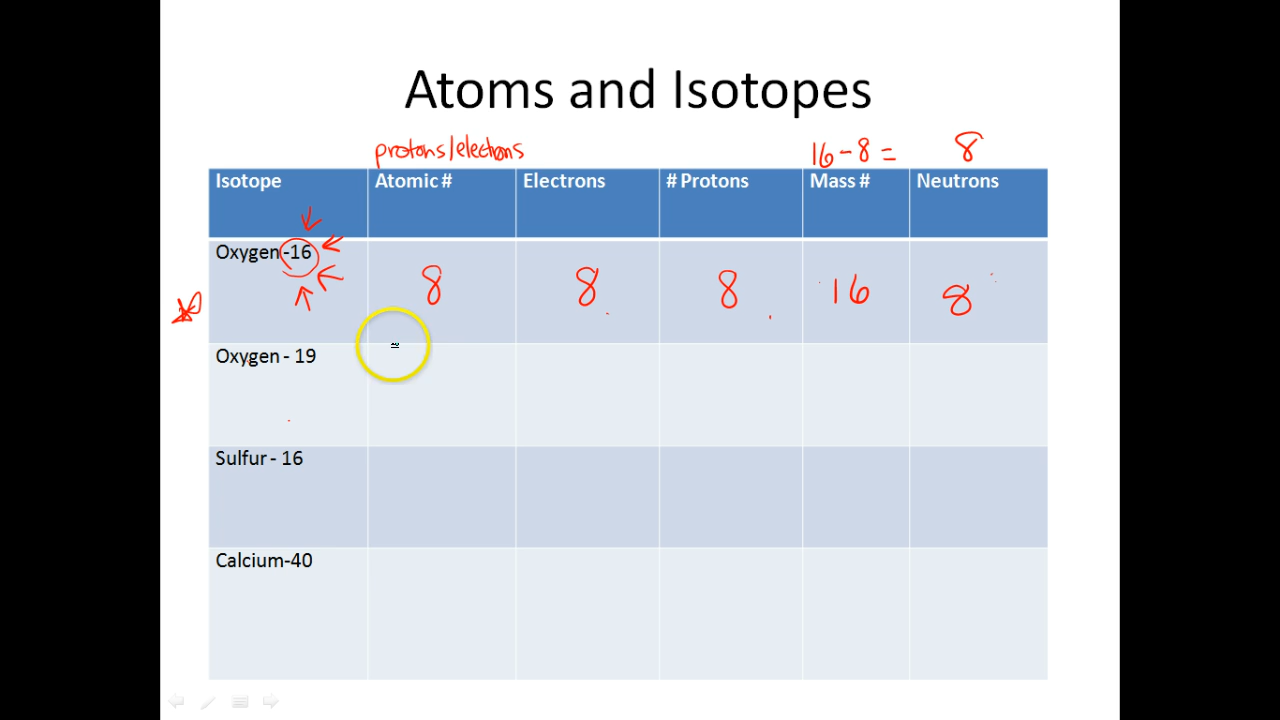 Atoms and Isotopes
protons/electrons 16-8= 8
Isotope Atomic # Electrons # Protons Mass # Neutrons
Oxygen -16 8 8 8 16 8
Oxygen - 19
Sulfur - 16
Calcium-40